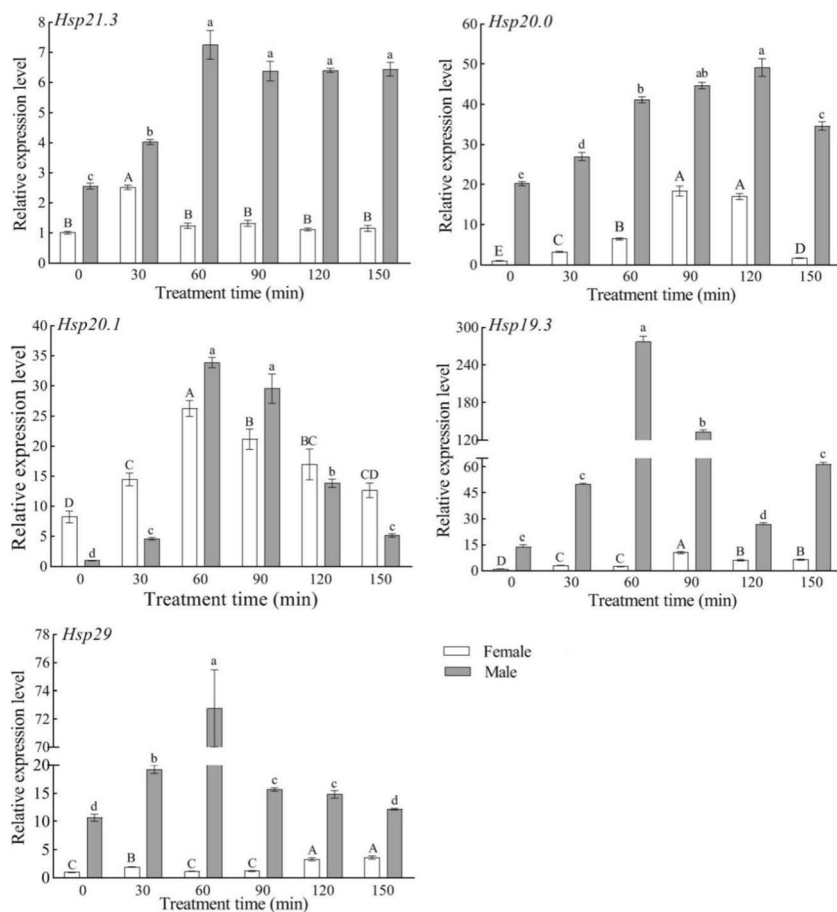 Hsp21.3
8
7
6
5
4
3
2
1
0
Relative expression level
B c A b B a B a B a B a
0 30 60 90 120 150
Treatment time (min)
Hsp20.0
60
50
40
30
20
10
0
Relative expression level
E e C d B b A ab A a D c
0 30 60 90 120 150
Treatment time (min)
Hsp20.1
40
35
30
25
20
15
10
5
0
Relative expression level
D d C c A a B a BC b CD c
0 30 60 90 120 150
Treatment time (min)
Hsp19.3
300
240
180
120
60
45
30
15
0
Relative expression level
D e C c C a A b B d B c
0 30 60 90 120 150
Treatment time (min)
Hsp29
78
76
74
72
70
20
15
10
5
0
Relative expression level
C d B b C a C c A c A d
0 30 60 90 120 150
Treatment time (min)
Female
Male